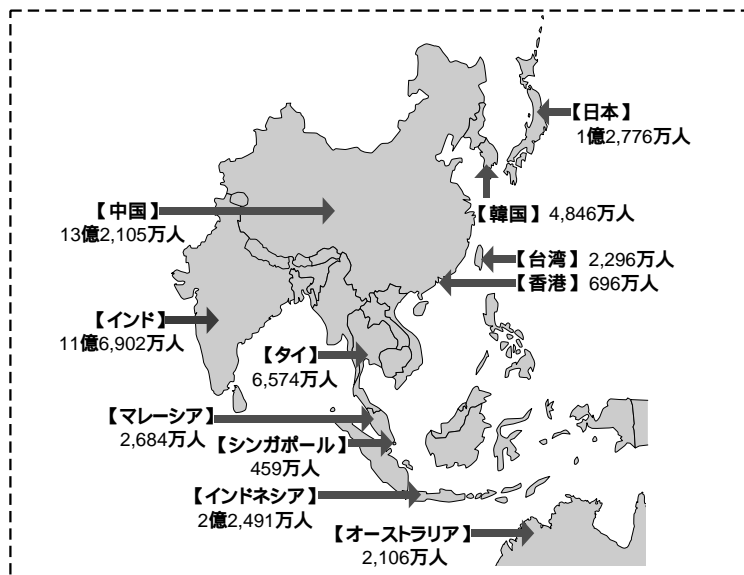 【日本】
1億2,776万人
【韓国】 4,846万人
【中国】
13億2,105万人
【台湾】 2,296万人
【香港】 696万人
【インド】
11億6,902万人
【タイ】
6,574万人
【マレーシア】
2,684万人
【シンガポール】
459万人
【インドネシア】
2億2,491万人
【オーストラリア】
2,106万人